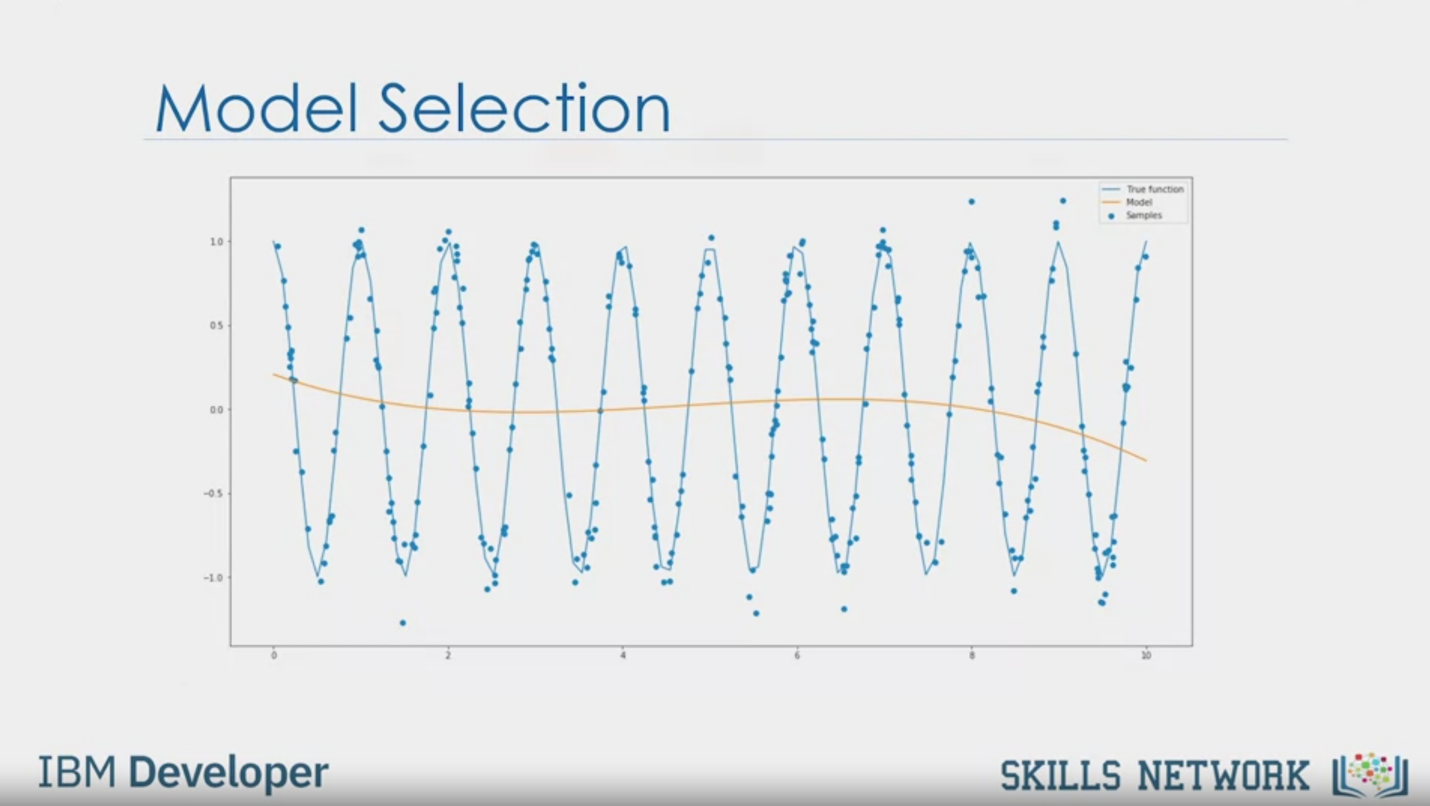 Model Selection
True function
Model
Samples
1.0
0.5
0.0
−0.5
−1.0
0 2 4 6 8 10
IBM Developer
SKILLS NETWORK